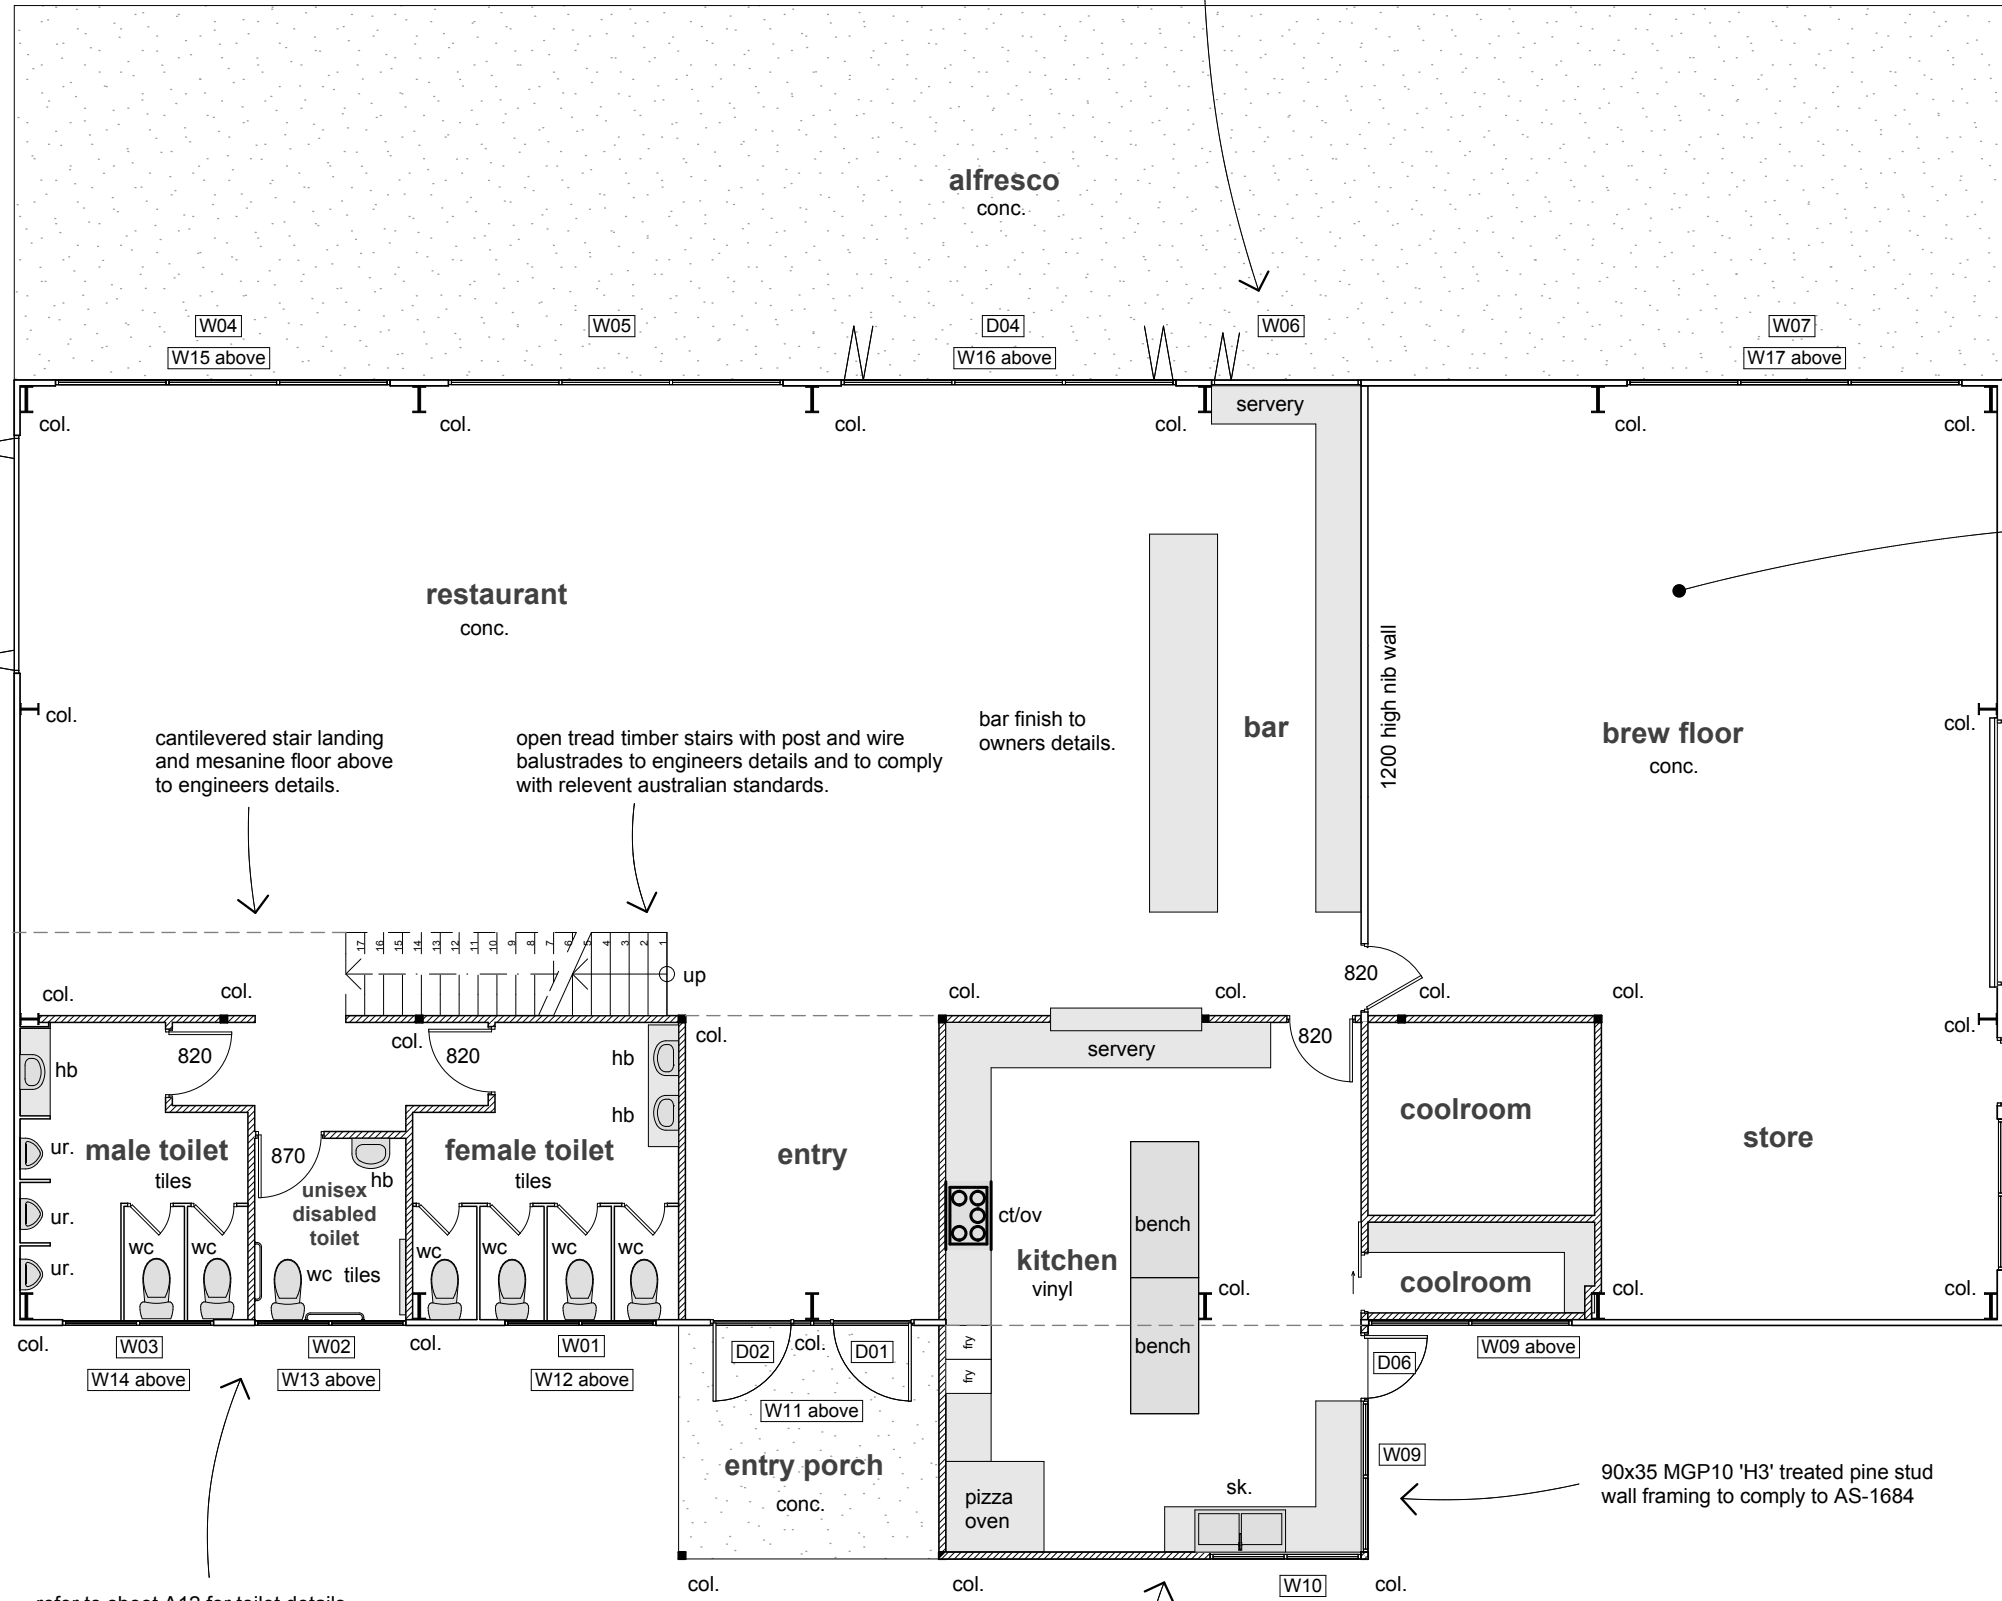 alfresco
conc.
W04
W05
D04
W06
W07
W15 above
W16 above
W17 above
servery
col.
col.
col.
col.
col.
col.
restaurant
conc.
1200 high nib wall
col.
cantilevered stair landing
and mesanine floor above
to engineers details.
open tread timber stairs with post and wire
balustrades to engineers details and to comply
with relevent australian standards.
bar finish to
owners details.
bar
brew floor
conc.
col.
17 16 15 14 13 12 11 10 9 8 7 6 5 4 3 2 1
up
820
col.
col.
col.
col.
col.
col.
col.
col.
col.
820
820
820
hb
hb
hb
servery
male toilet
tiles
ur.
ur.
ur.
870
hb
unisex
disabled
toilet
wc tiles
female toilet
tiles
entry
coolroom
store
wc
wc
wc
wc
wc
wc
ct/ov
kitchen
vinyl
bench
bench
col.
coolroom
col.
col.
col.
W03
W14 above
W02
W13 above
col.
W01
W12 above
D02
col.
D01
W11 above
fry
fry
D06
W09 above
entry porch
conc.
pizza
oven
sk.
W09
90x35 MGP10 'H3' treated pine stud
wall framing to comply to AS-1684
col.
col.
W10
col.
refer to sheet A12 for toilet details